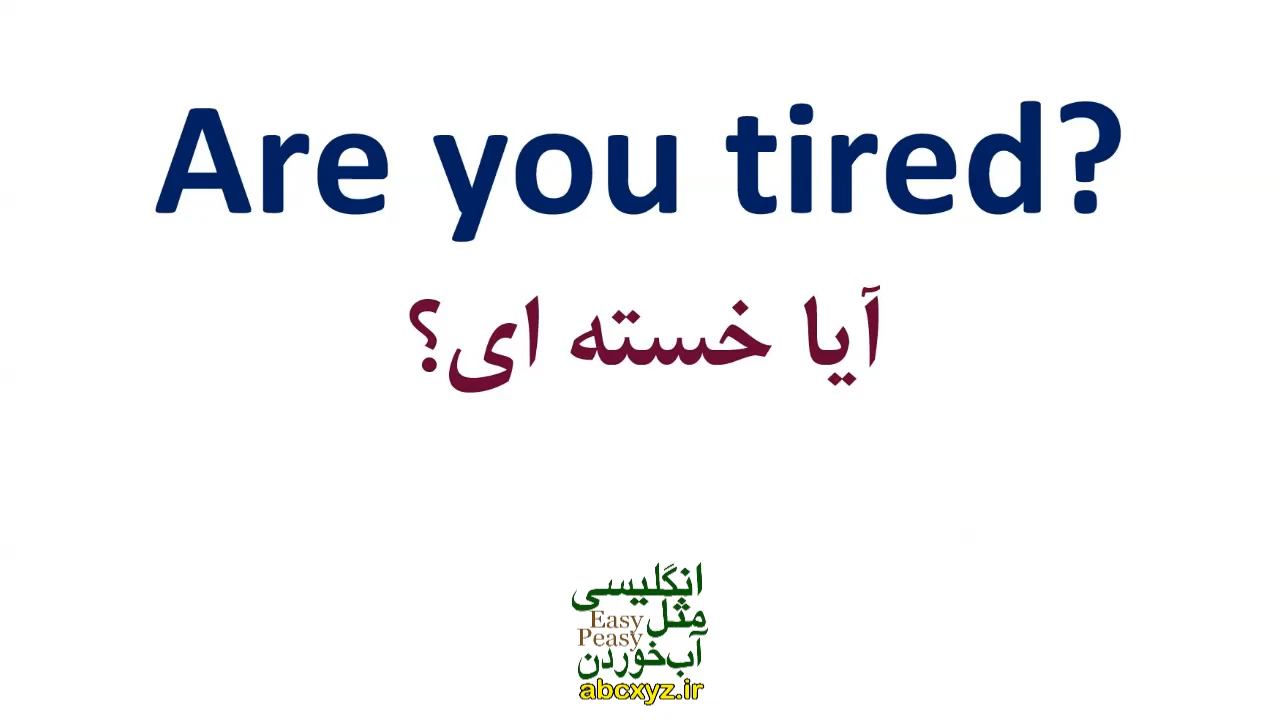 Are you tired?
آیا خسته ای؟
انگلیسی
مثل
Easy
Peasy
آب‌خوردن
abcxyz.ir